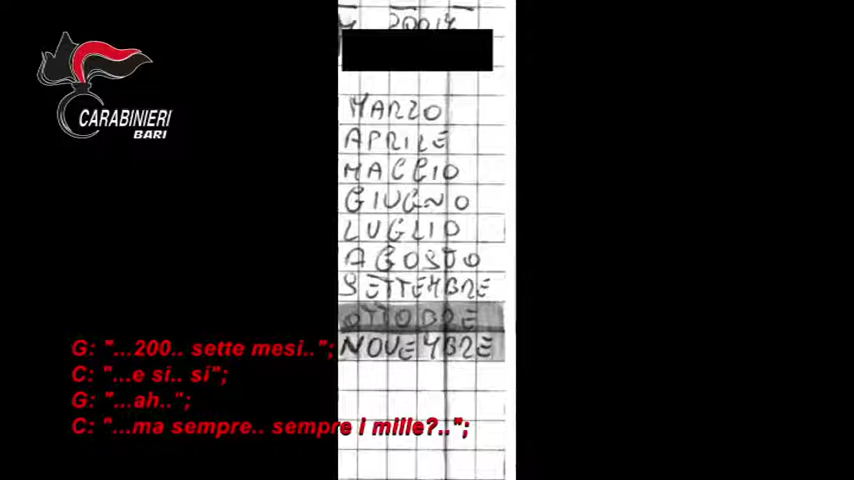 CARABINIERI
BARI
MARZO
APRILE
MAGGIO
GIUGNO
LUGLIO
AGOSTO
SETTEMBRE
OTTOBRE
NOVEMBRE
G: "...200.. sette mesi..";
C: "...e si.. si";
G: "...ah..";
C: "...ma sempre.. sempre i mille?..";